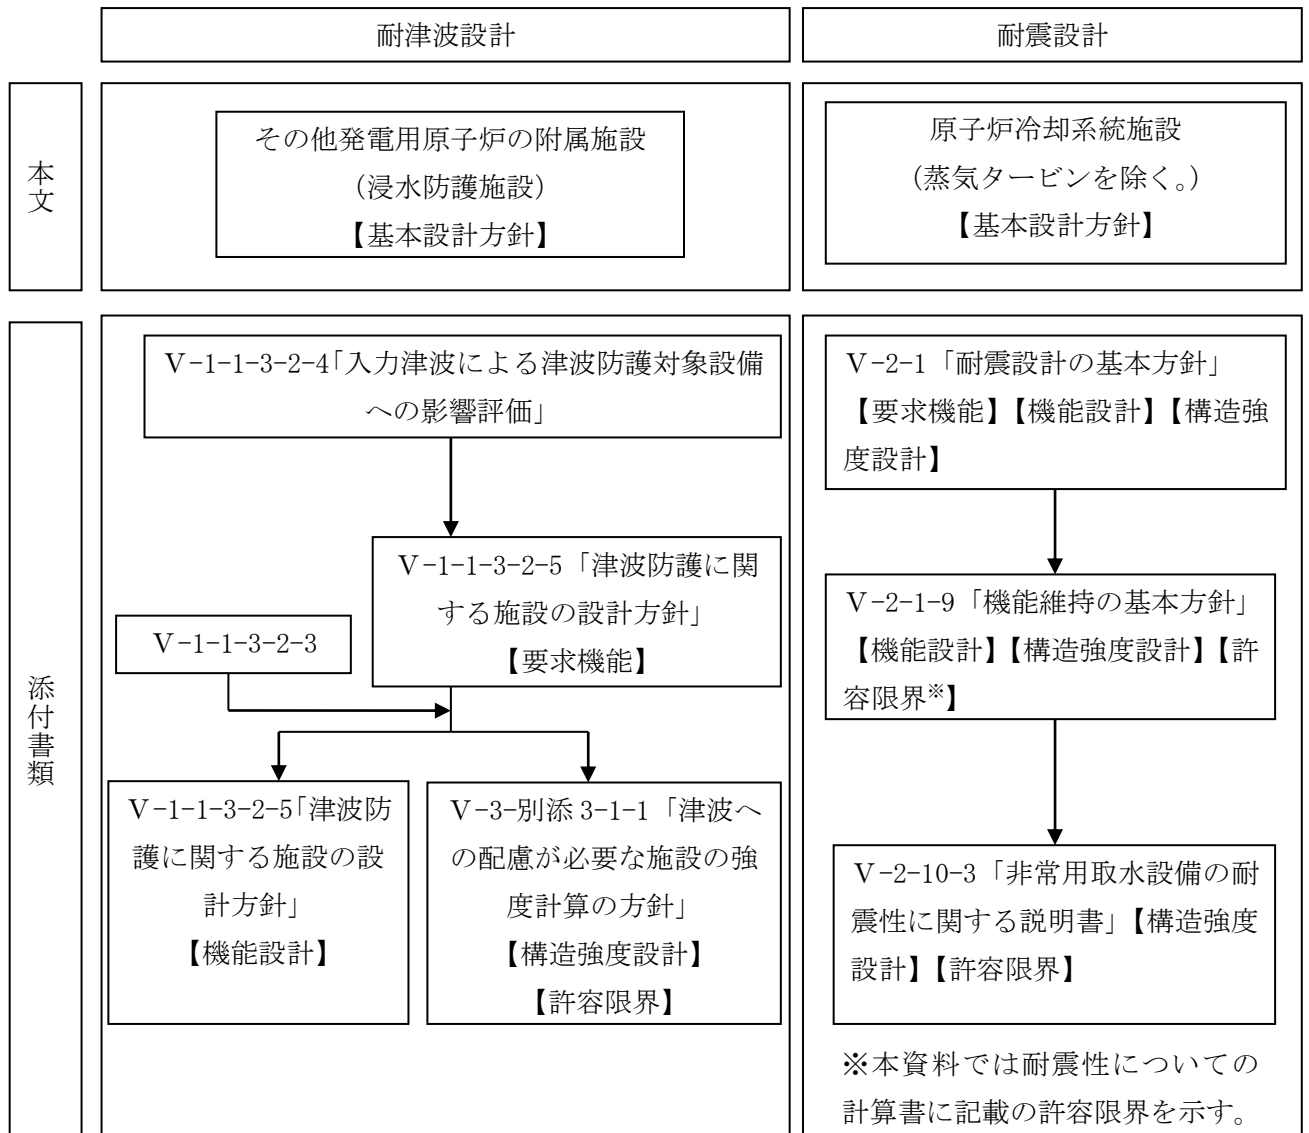 耐津波設計
耐震設計
本文
その他発電用原子炉の附属施設
（浸水防護施設）
【基本設計方針】
原子炉冷却系統施設
（蒸気タービンを除く。）
【基本設計方針】
添付書類
Ⅴ-1-1-3-2-4「入力津波による津波防護対象設備
への影響評価」
Ⅴ-1-1-3-2-5「津波防護に関
する施設の設計方針」
【要求機能】
Ⅴ-1-1-3-2-3
Ⅴ-1-1-3-2-5「津波防
護に関する施設の設
計方針」
【機能設計】
Ⅴ-3-別添 3-1-1「津波へ
の配慮が必要な施設の強
度計算の方針」
【構造強度設計】
【許容限界】
Ⅴ-2-1「耐震設計の基本方針」
【要求機能】【機能設計】【構造強
度設計】
Ⅴ-2-1-9「機能維持の基本方針」
【機能設計】【構造強度設計】【許
容限界※】
Ⅴ-2-10-3「非常用取水設備の耐
震性に関する説明書」【構造強度
設計】【許容限界】
※本資料では耐震性についての
計算書に記載の許容限界を示す。